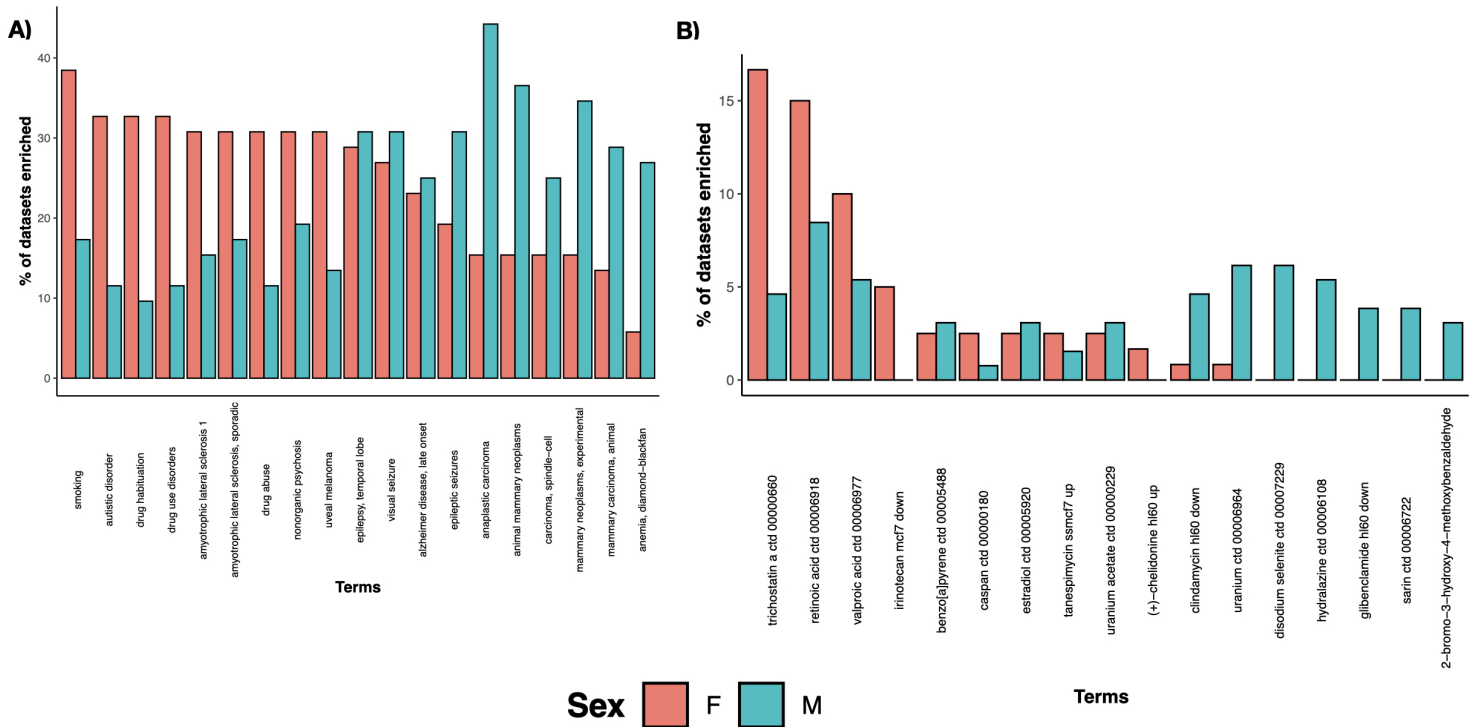 A)
% of datasets enriched
40
30
20
10
0
smoking
autistic disorder
drug habituation
drug use disorders
amyotrophic lateral sclerosis 1
amyotrophic lateral sclerosis, sporadic
drug abuse
nonorganic psychosis
uveal melanoma
epilepsy, temporal lobe
visual seizure
alzheimer disease, late onset
epileptic seizures
anaplastic carcinoma
animal mammary neoplasms
carcinoma, spindle-cell
mammary neoplasms, experimental
mammary carcinoma, animal
anemia, diamond-blackfan
Terms
B)
% of datasets enriched
15
10
5
0
trichostatin a ctd 00000660
retinoic acid ctd 00006918
valproic acid ctd 00006977
irinotecan mcf7 down
benzo[a]pyrene ctd 00005488
caspan ctd 00000180
estradiol ctd 00005920
tanespimycin ssmcf7 up
uranium acetate ctd 00000229
(+)-chelidonine hl60 up
clindamycin hl60 down
uranium ctd 00006964
disodium selenite ctd 00007229
hydralazine ctd 00006108
glibenclamide hl60 down
sarin ctd 00006722
2-bromo-3-hydroxy-4-methoxybenzaldehyde
Terms
Sex F M